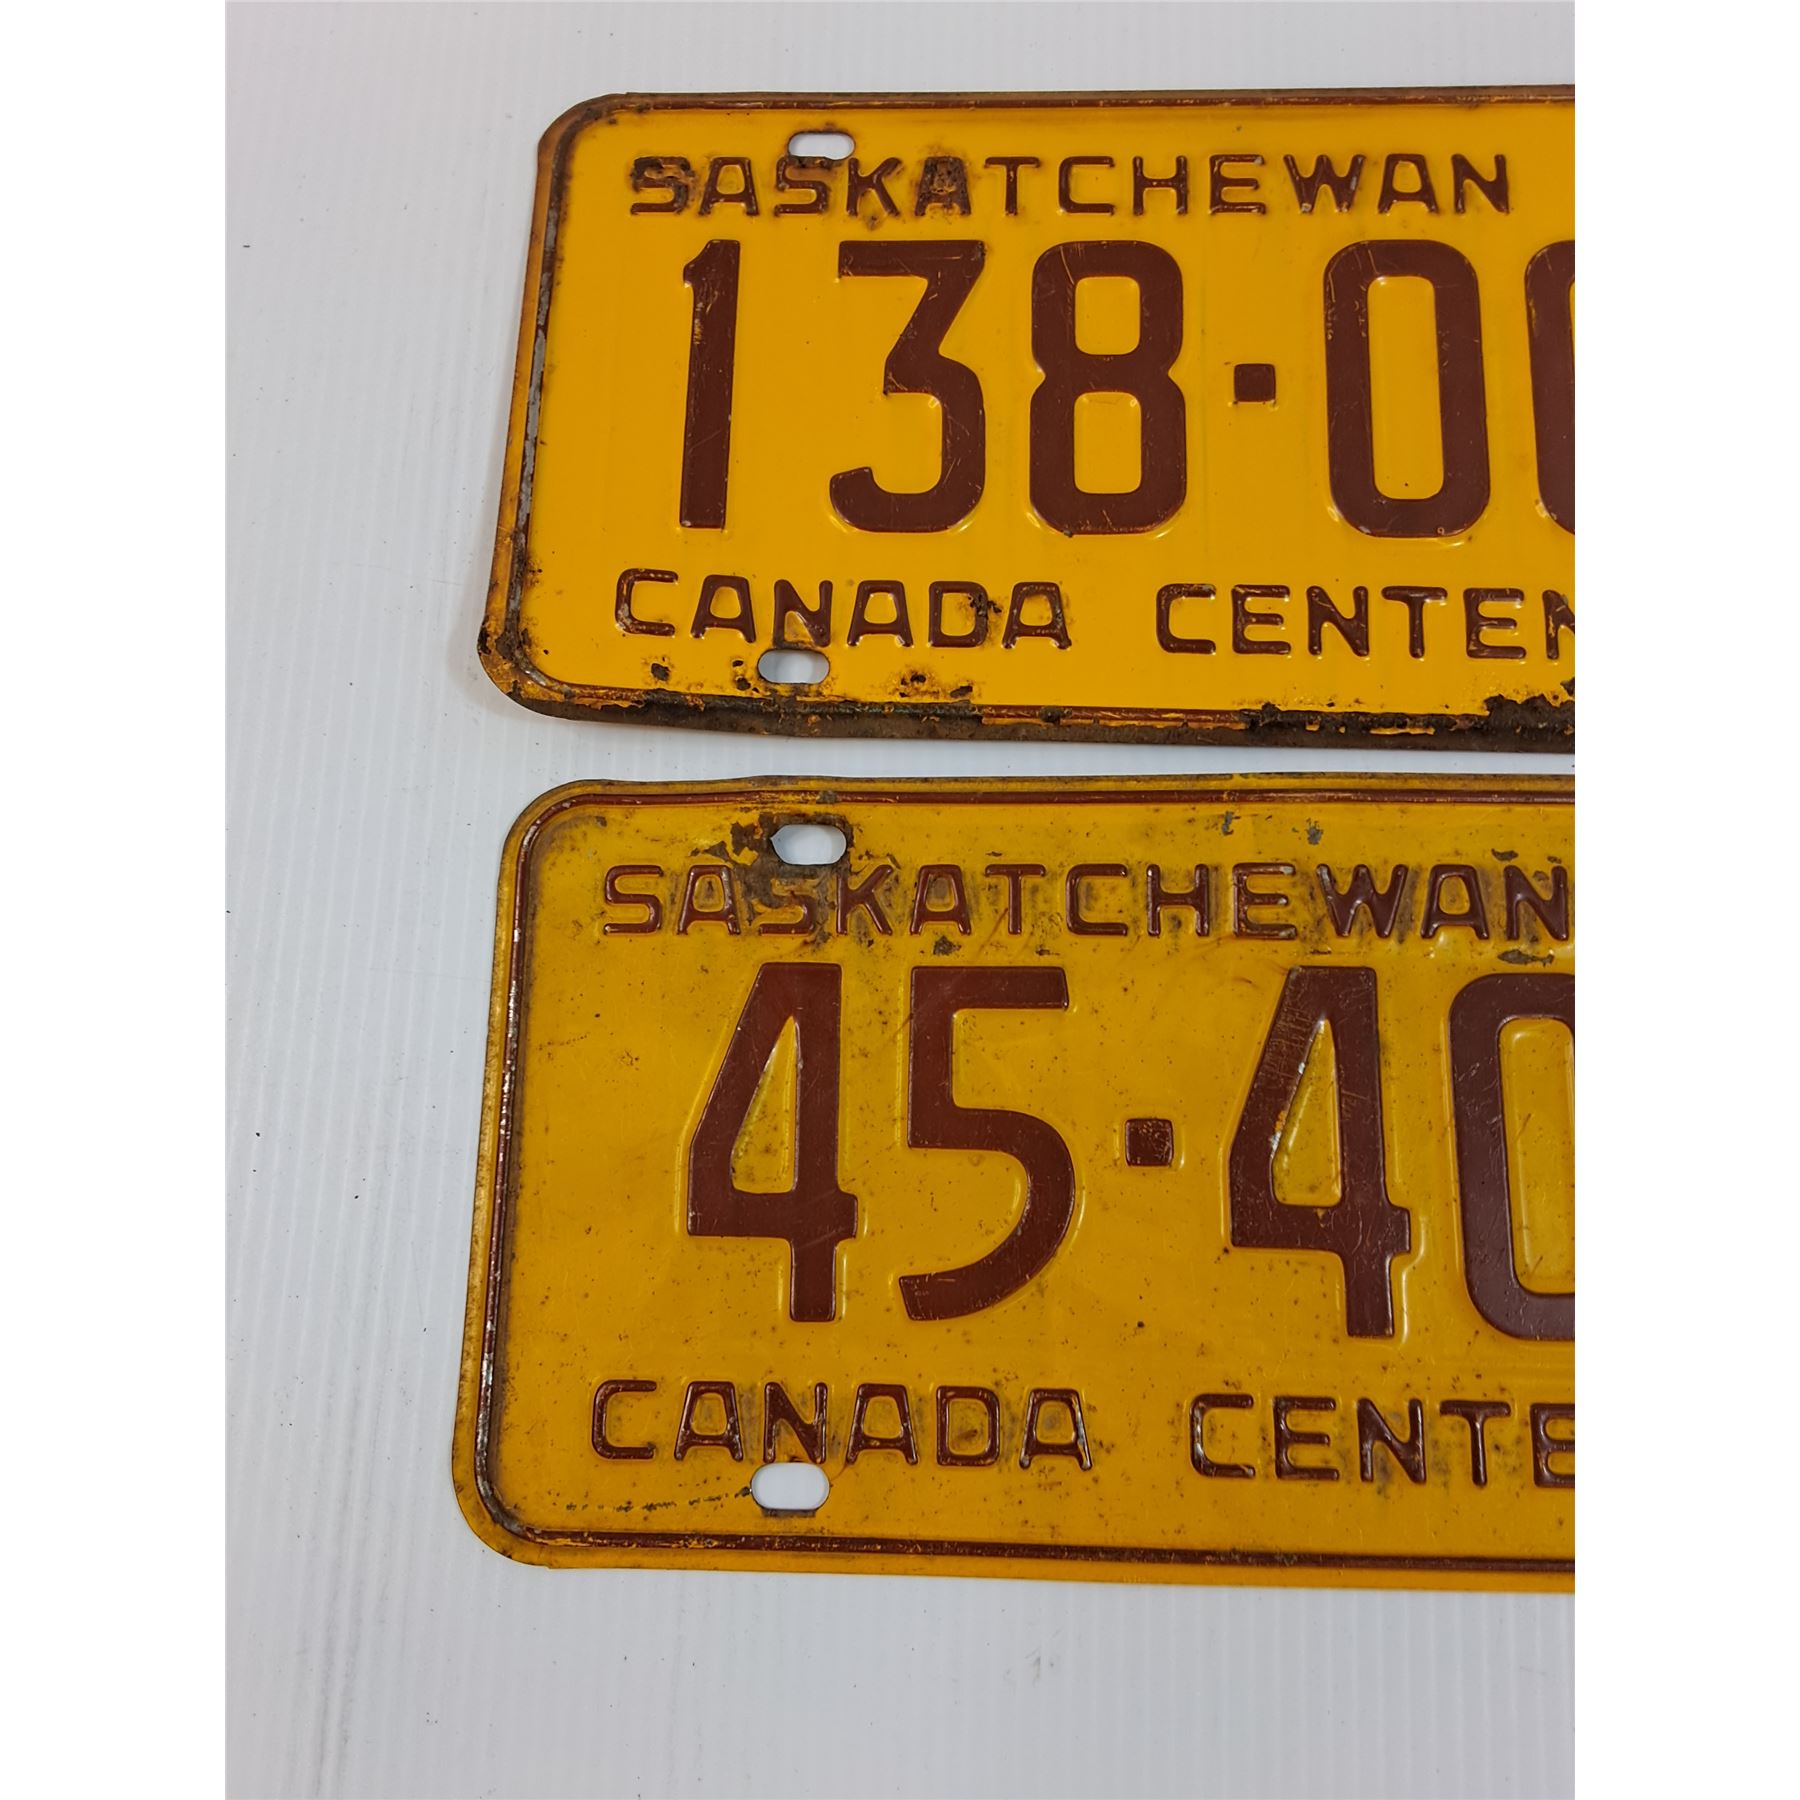 SASKATCHEWAN
138·00
CANADA CENTEN
SASKATCHEWAN
45·40
CANADA CENTE